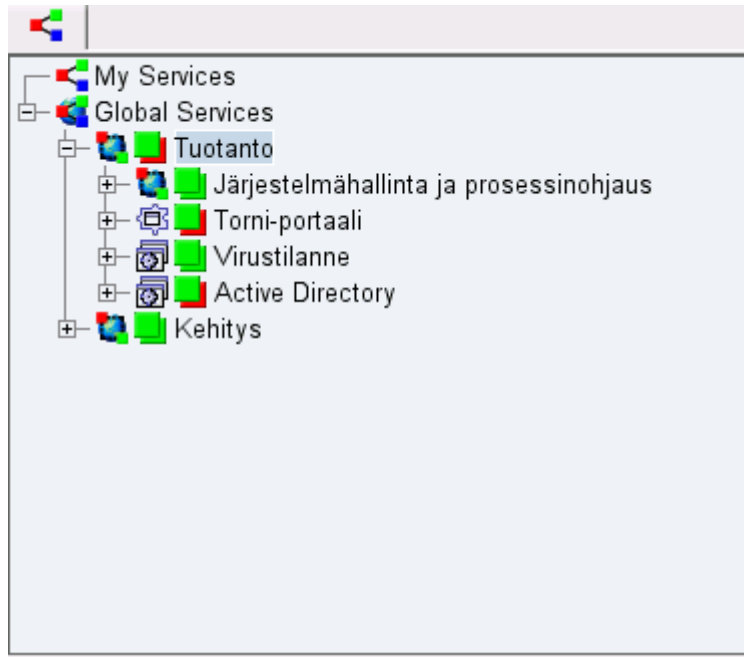 My Services
Global Services
Tuotanto
Järjestelmähallinta ja prosessinohjaus
Torni-portaali
Virustilanne
Active Directory
Kehitys